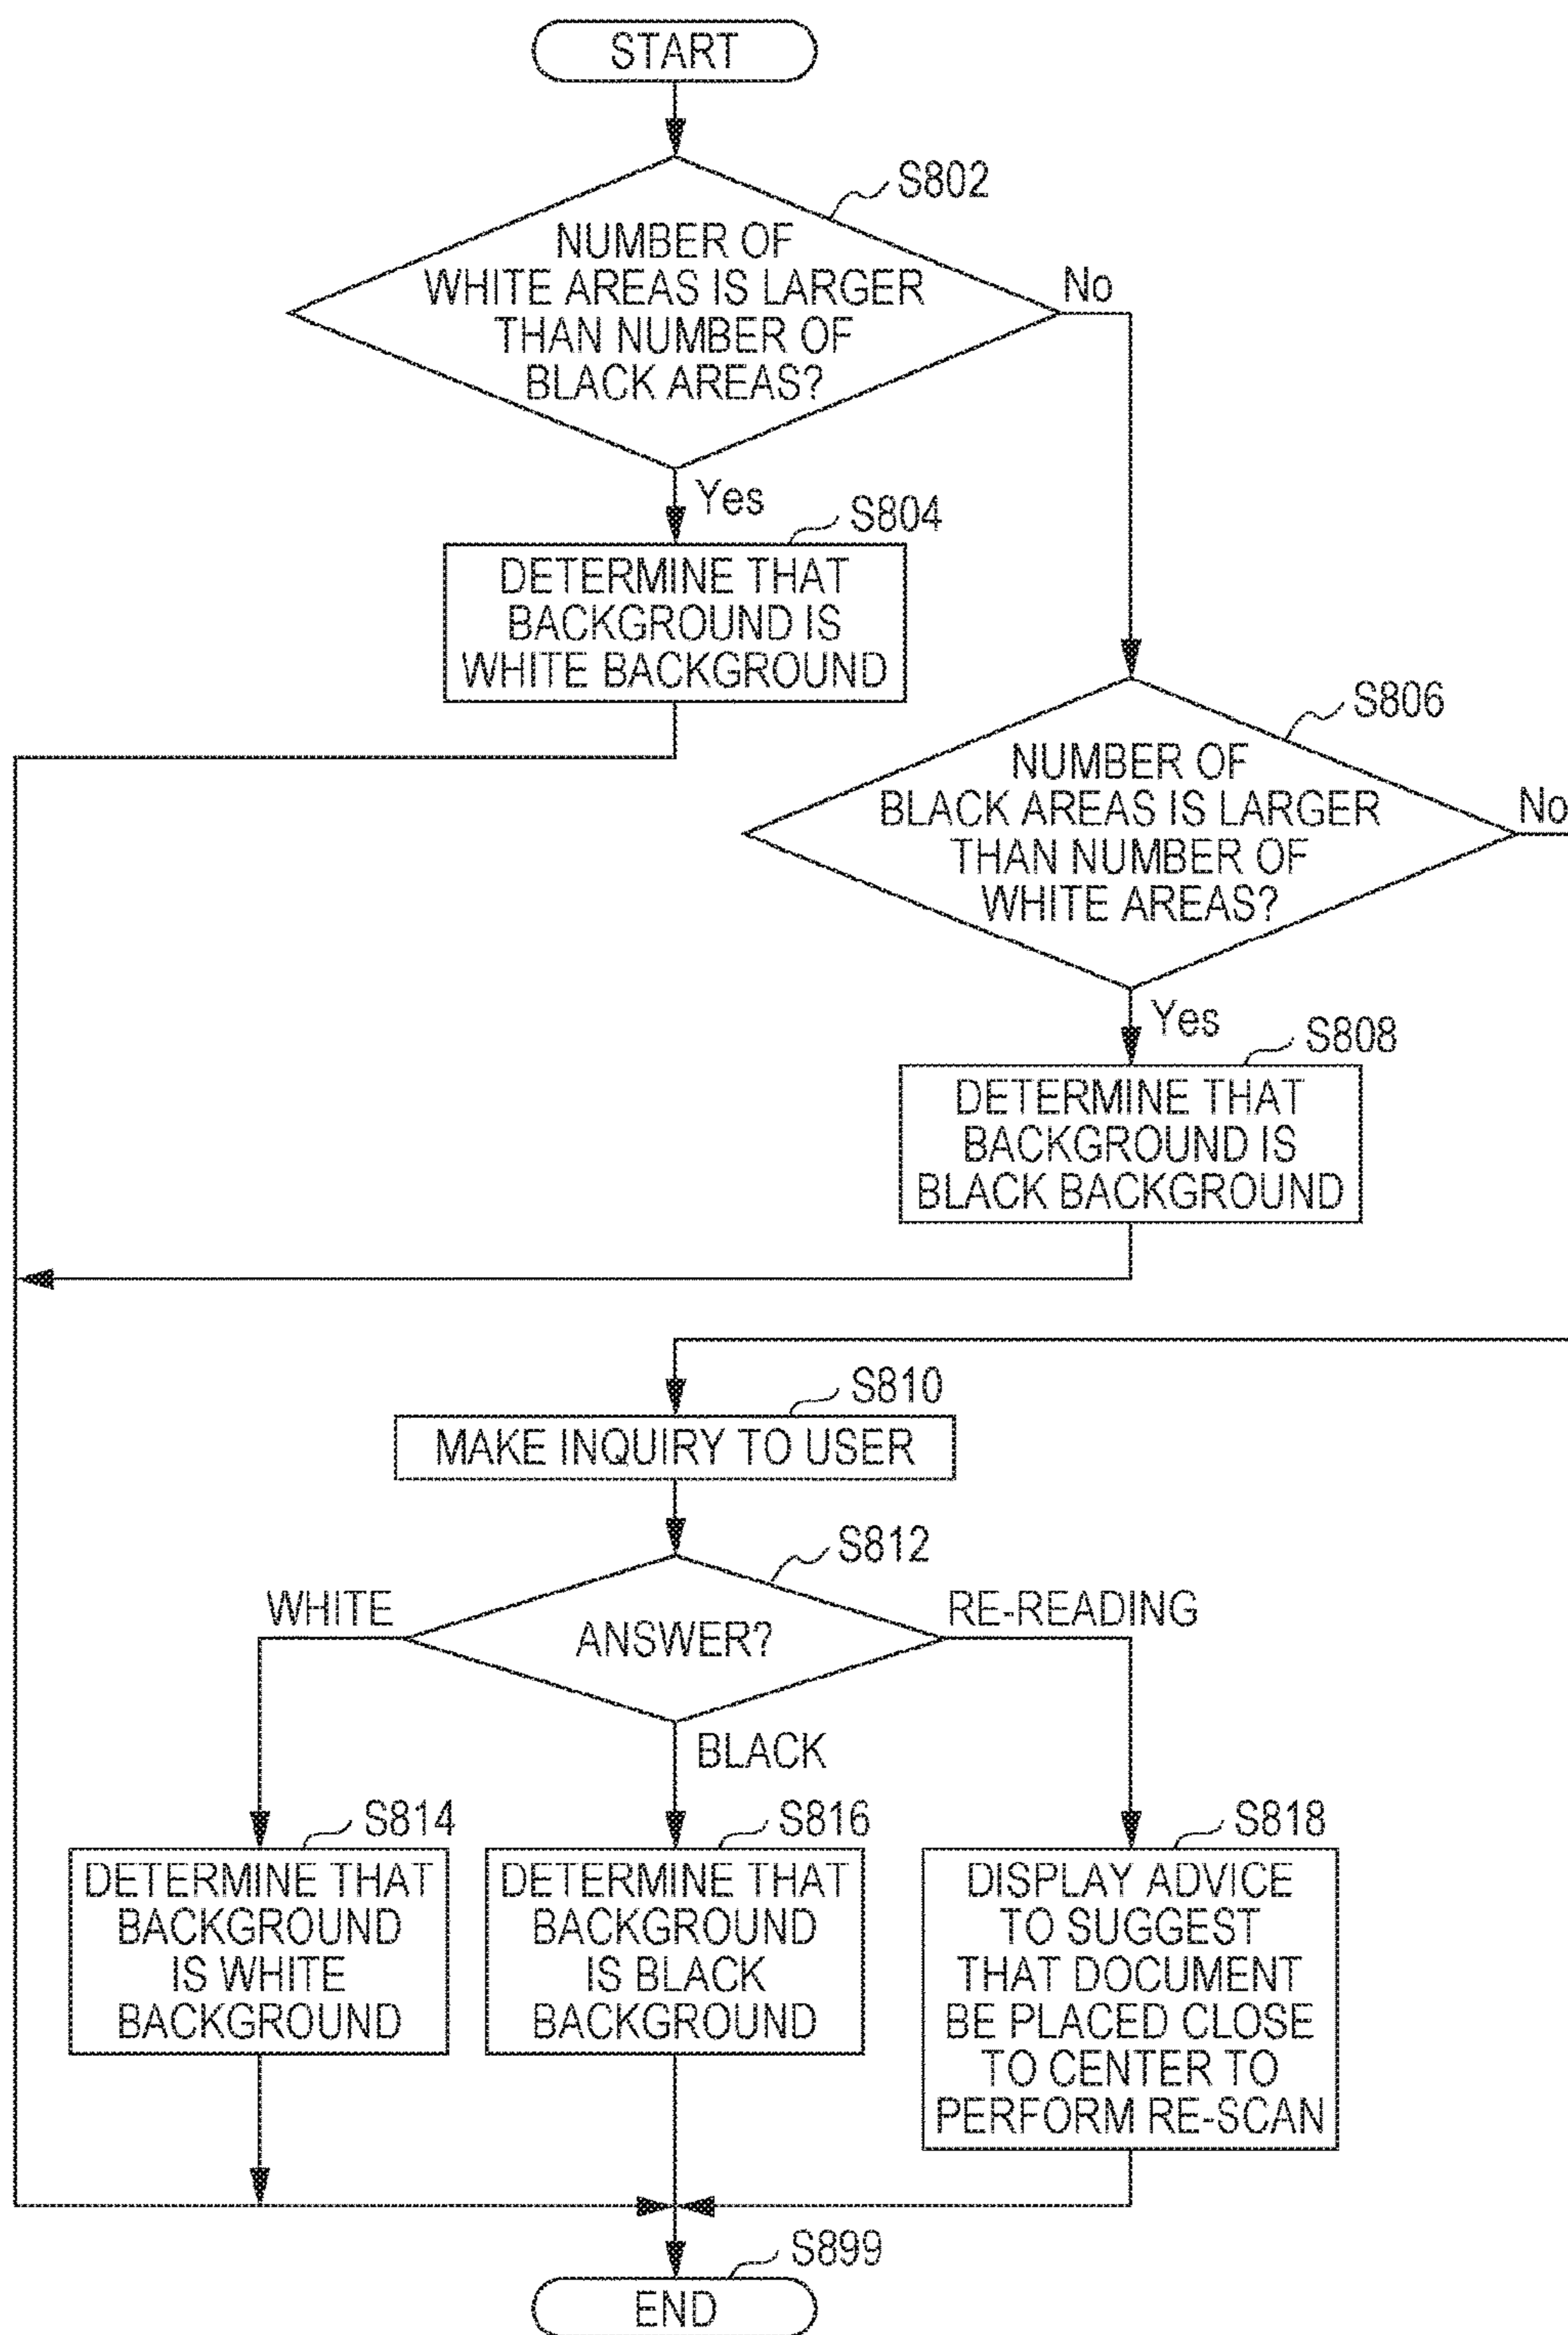 START
S802
NUMBER OF
WHITE AREAS IS LARGER
THAN NUMBER OF
BLACK AREAS?
No
Yes
S804
DETERMINE THAT
BACKGROUND IS
WHITE BACKGROUND
S806
NUMBER OF
BLACK AREAS IS LARGER
THAN NUMBER OF
WHITE AREAS?
No
Yes
S808
DETERMINE THAT
BACKGROUND IS
BLACK BACKGROUND
S810
MAKE INQUIRY TO USER
S812
ANSWER?
WHITE
BLACK
RE-READING
S814
DETERMINE THAT
BACKGROUND
IS WHITE
BACKGROUND
S816
DETERMINE THAT
BACKGROUND
IS BLACK
BACKGROUND
S818
DISPLAY ADVICE
TO SUGGEST
THAT DOCUMENT
BE PLACED CLOSE
TO CENTER TO
PERFORM RE-SCAN
S899
END